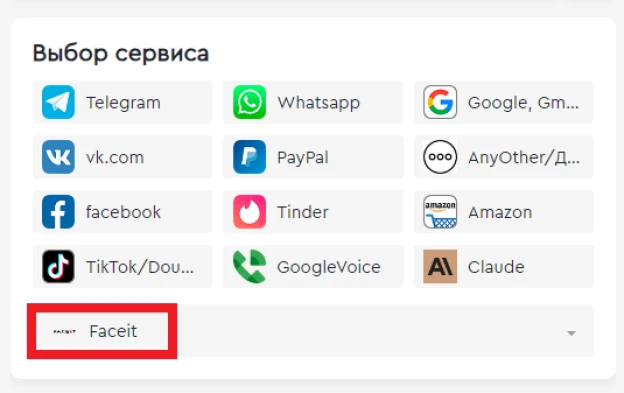 Выбор сервиса
Telegram
Whatsapp
Google, Gm...
vk.com
PayPal
AnyOther/Д...
facebook
Tinder
amazon
Amazon
TikTok/Dou...
GoogleVoice
Claude
FACEIT
Faceit